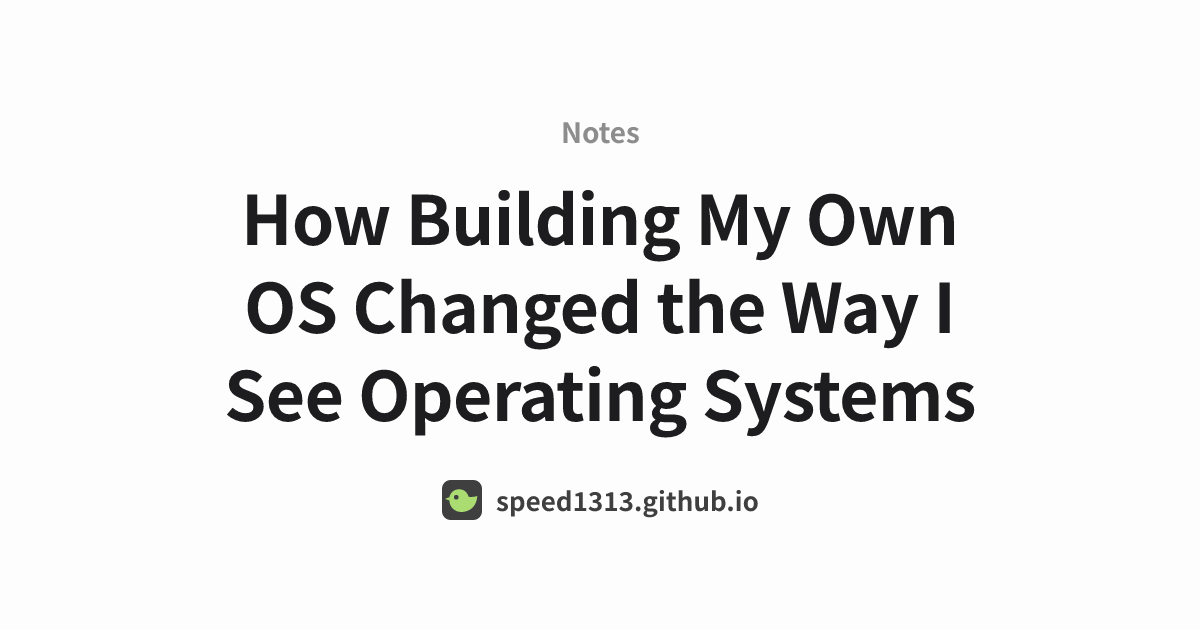 Notes
How Building My Own
OS Changed the Way I
See Operating Systems
speed1313.github.io